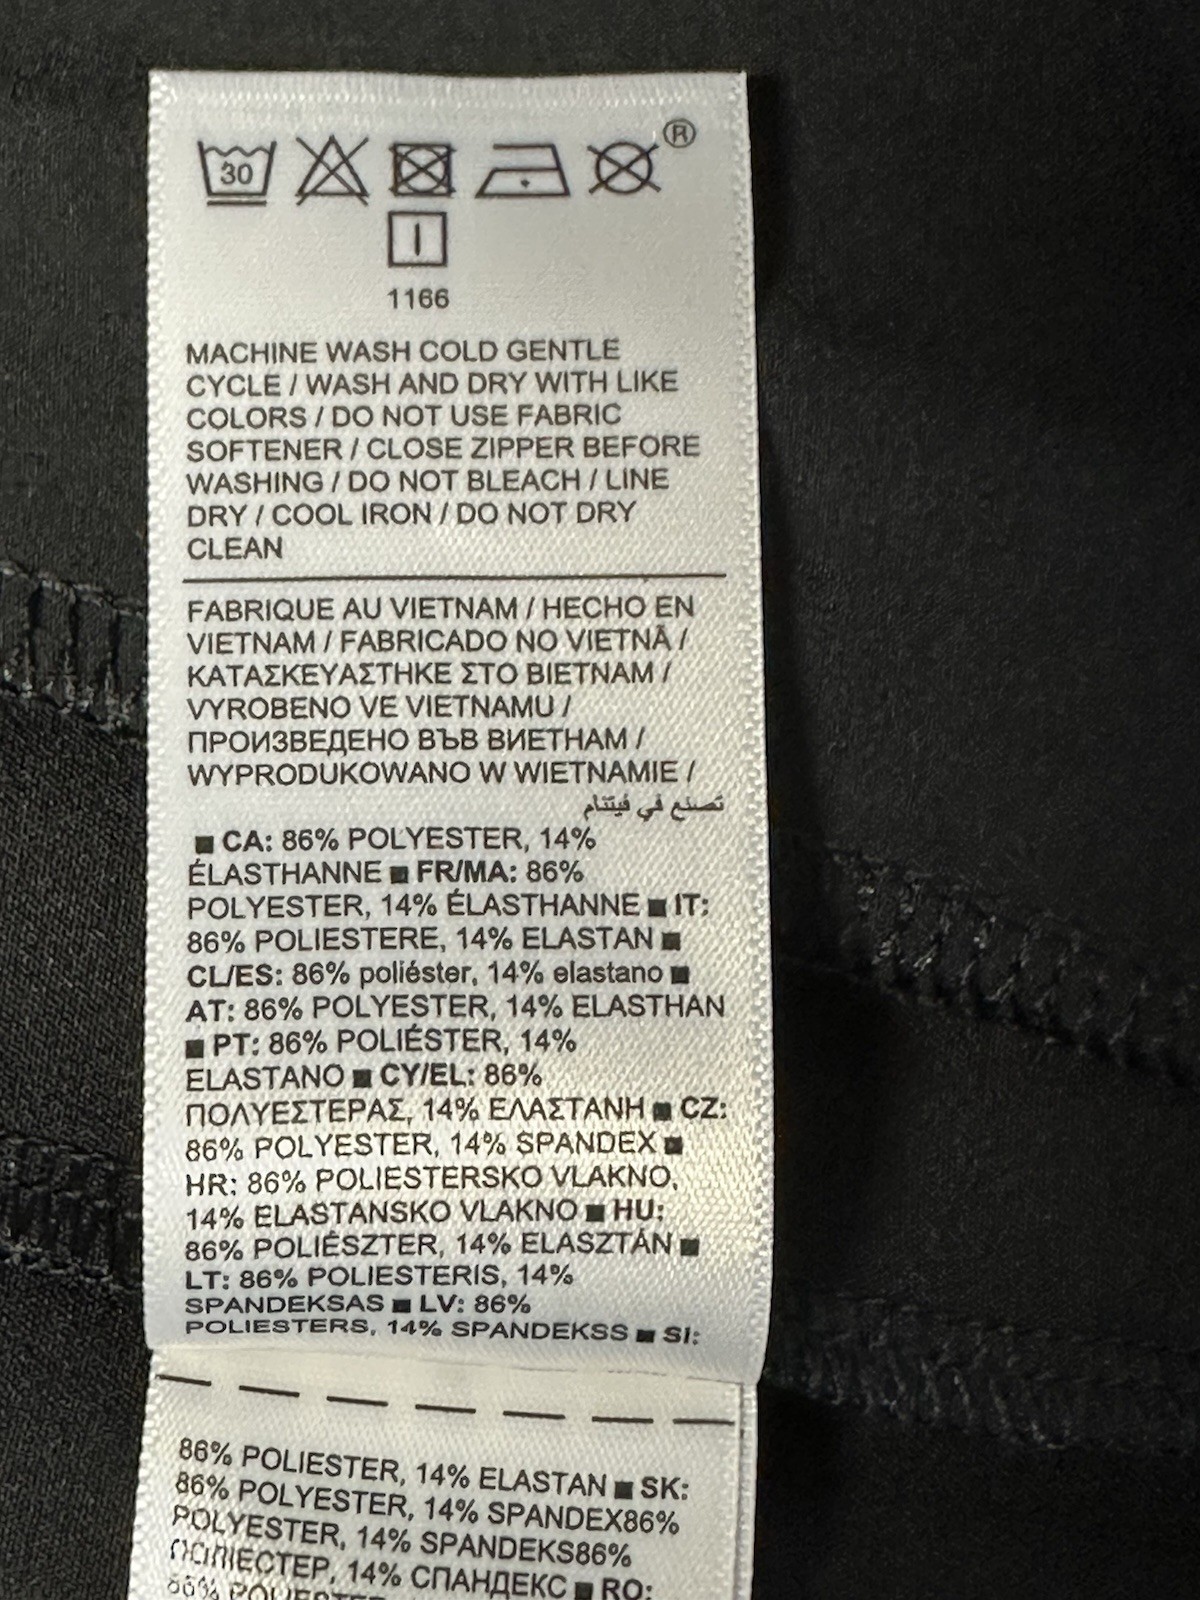 30
®
1166
MACHINE WASH COLD GENTLE
CYCLE / WASH AND DRY WITH LIKE
COLORS / DO NOT USE FABRIC
SOFTENER / CLOSE ZIPPER BEFORE
WASHING / DO NOT BLEACH / LINE
DRY / COOL IRON / DO NOT DRY
CLEAN
FABRIQUE AU VIETNAM / HECHO EN
VIETNAM / FABRICADO NO VIETNÃ /
ΚΑΤΑΣΚΕΥΑΣΤΗΚΕ ΣΤΟ ΒΙΕΤΝΑΜ /
VYROBENO VE VIETNAMU /
ПРОИЗВЕДЕНО ВЪВ ВИЕТНАМ /
WYPRODUKOWANO W WIETNAMIE /
تصنع في فيتنام
■ CA: 86% POLYESTER, 14%
ÉLASTHANNE ■ FR/MA: 86%
POLYESTER, 14% ÉLASTHANNE ■ IT:
86% POLIESTERE, 14% ELASTAN ■
CL/ES: 86% poliéster, 14% elastano ■
AT: 86% POLYESTER, 14% ELASTHAN
■ PT: 86% POLIÉSTER, 14%
ELASTANO ■ CY/EL: 86%
ΠΟΛΥΕΣΤΕΡΑΣ, 14% ΕΛΑΣΤΑΝΗ ■ CZ:
86% POLYESTER, 14% SPANDEX ■
HR: 86% POLIESTERSKO VLAKNO,
14% ELASTANSKO VLAKNO ■ HU:
86% POLIÉSZTER, 14% ELASZTÁN ■
LT: 86% POLIESTERIS, 14%
SPANDEKSAS ■ LV: 86%
POLIESTERS, 14% SPANDEKSS ■ SI:
86% POLIESTER, 14% ELASTAN ■ SK:
86% POLYESTER, 14% SPANDEX86%
POLYESTER, 14% SPANDEKS86%
ПОЛИЕСТЕР, 14% СПАНДЕКС ■ RO:
86%